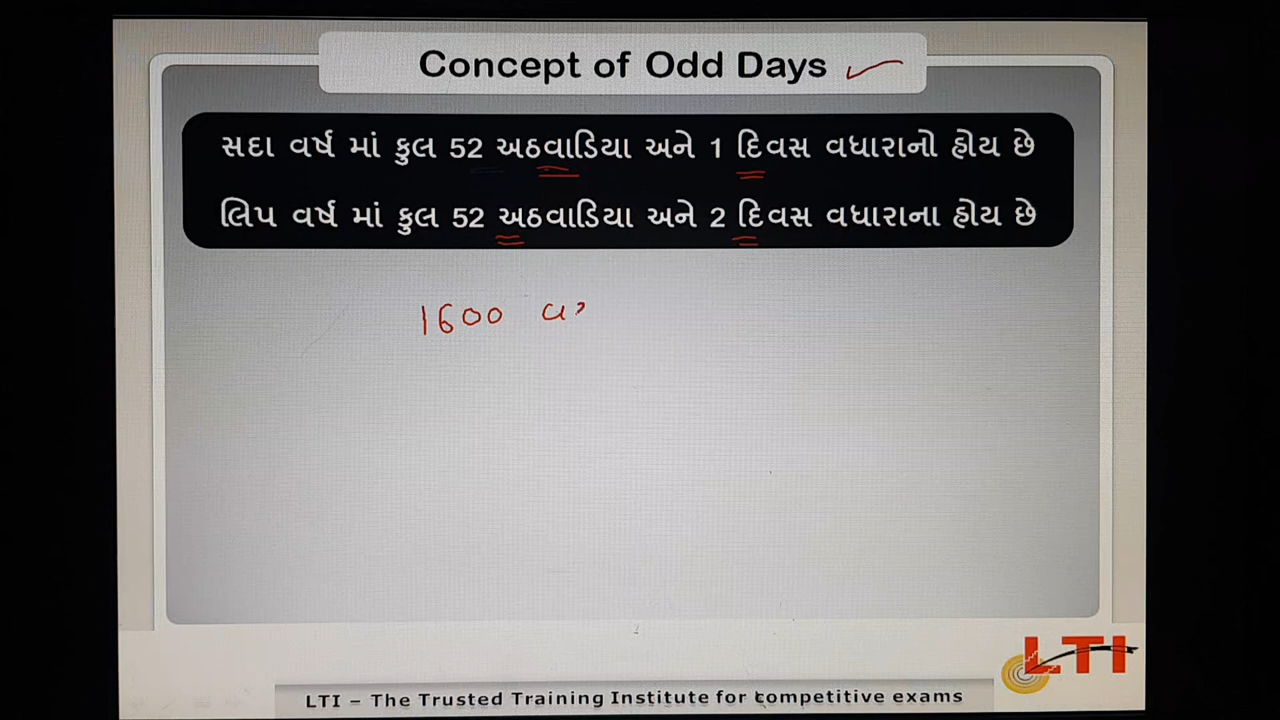 Concept of Odd Days
સદા વર્ષ માં કુલ 52 અઠવાડિયા અને 1 દિવસ વધારાનો હોય છે
લિપ વર્ષ માં કુલ 52 અઠવાડિયા અને 2 દિવસ વધારાના હોય છે
1600
LTI
LTI – The Trusted Training Institute for competitive exams